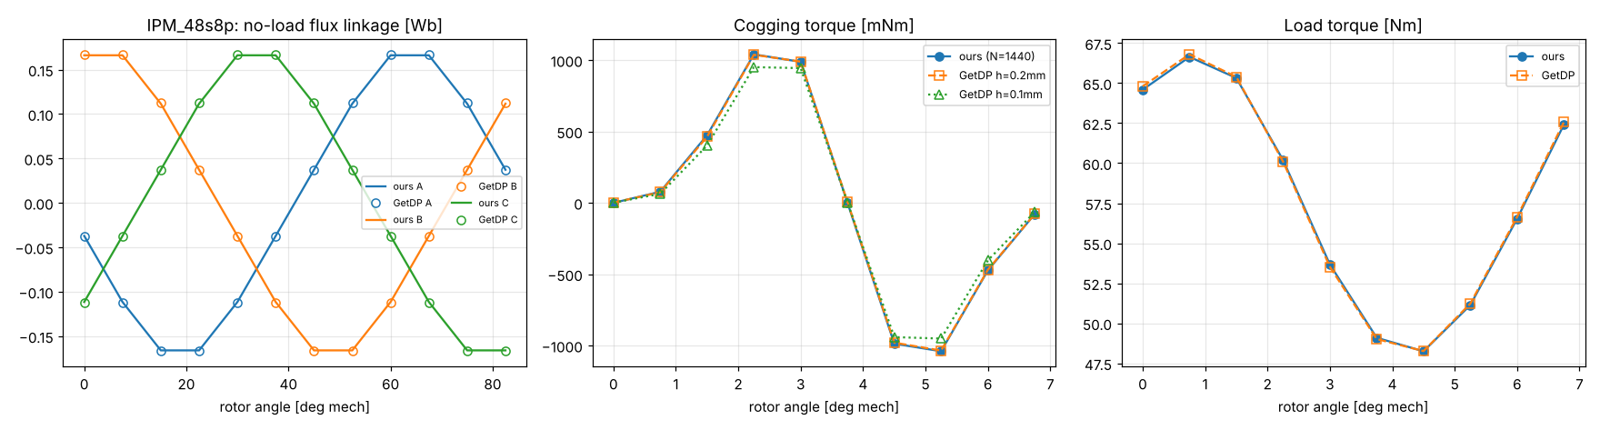 IPM_48s8p: no-load flux linkage [Wb]
0.15
0.10
0.05
0.00
−0.05
−0.10
−0.15
ours A
GetDP A
ours B
GetDP B
ours C
GetDP C
0 20 40 60 80
rotor angle [deg mech]
Cogging torque [mNm]
1000
500
0
−500
−1000
ours (N=1440)
GetDP h=0.2mm
GetDP h=0.1mm
0 1 2 3 4 5 6 7
rotor angle [deg mech]
Load torque [Nm]
67.5
65.0
62.5
60.0
57.5
55.0
52.5
50.0
47.5
ours
GetDP
0 1 2 3 4 5 6 7
rotor angle [deg mech]